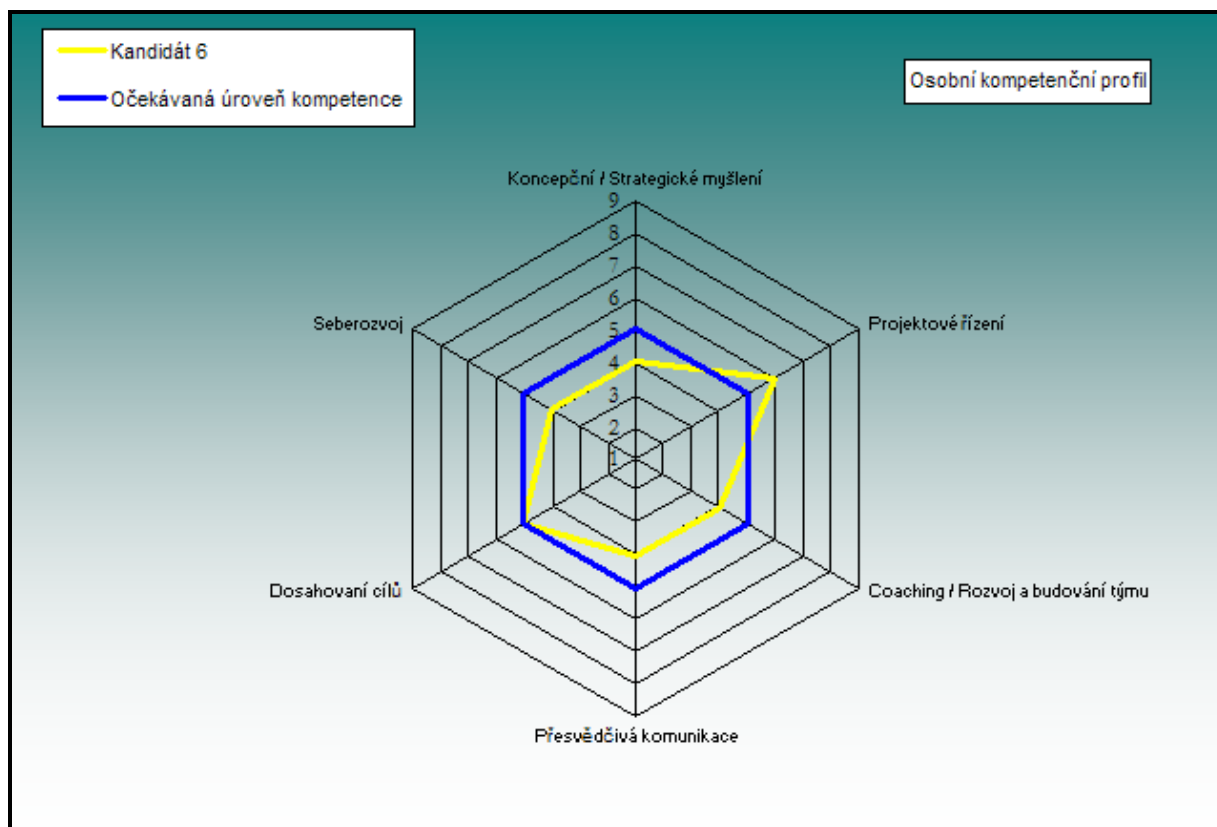 Kandidát 6
Očekávaná úroveň kompetence
Osobní kompetenční profil
Koncepční / Strategické myšlení
9
8
7
6
5
4
3
2
1
Seberozvoj
Projektové řízení
Dosahovaní cílů
Coaching / Rozvoj a budování týmu
Přesvědčivá komunikace